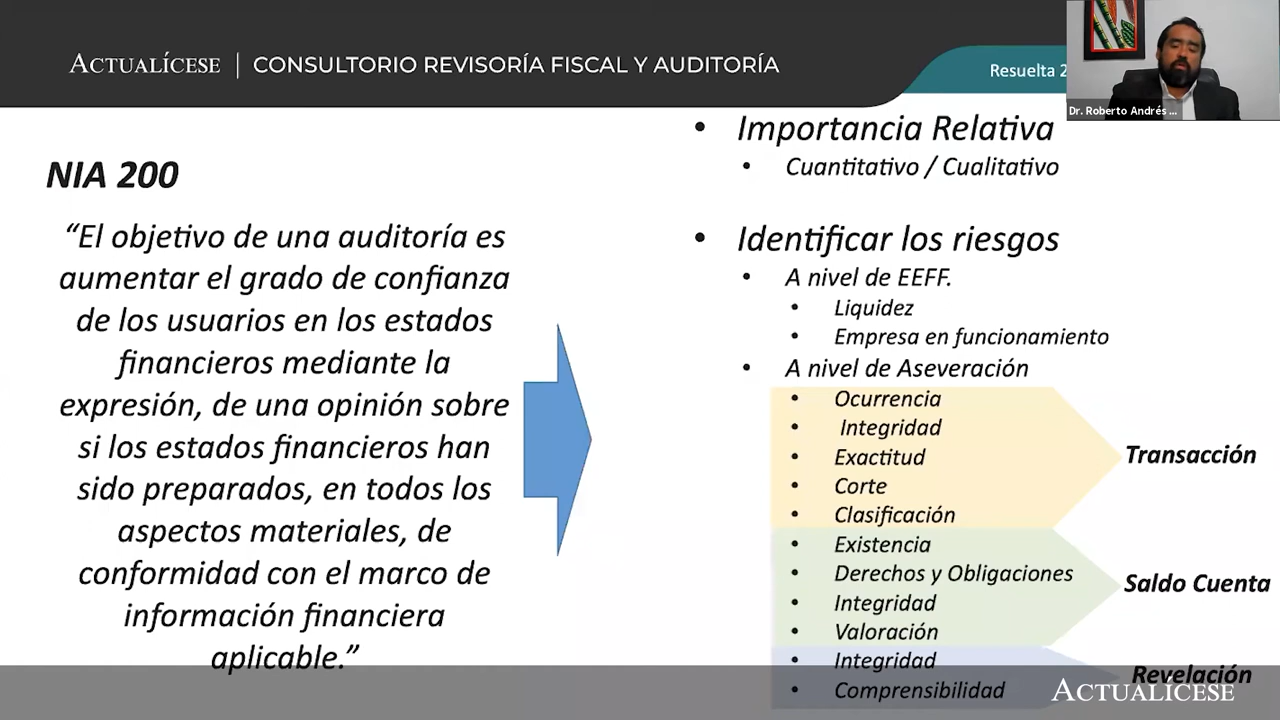 ACTUALÍCESE | CONSULTORIO REVISORÍA FISCAL Y AUDITORÍA
Resuelta 2
Dr. Roberto Andrés ...
NIA 200
“El objetivo de una auditoría es
aumentar el grado de confianza
de los usuarios en los estados
financieros mediante la
expresión, de una opinión sobre
si los estados financieros han
sido preparados, en todos los
aspectos materiales, de
conformidad con el marco de
información financiera
aplicable.”
• Importancia Relativa
• Cuantitativo / Cualitativo
• Identificar los riesgos
• A nivel de EEFF.
• Liquidez
• Empresa en funcionamiento
• A nivel de Aseveración
• Ocurrencia
• Integridad
• Exactitud
• Corte
• Clasificación
Transacción
• Existencia
• Derechos y Obligaciones
• Integridad
• Valoración
Saldo Cuenta
• Integridad
• Comprensibilidad
Revelación
ACTUALÍCESE